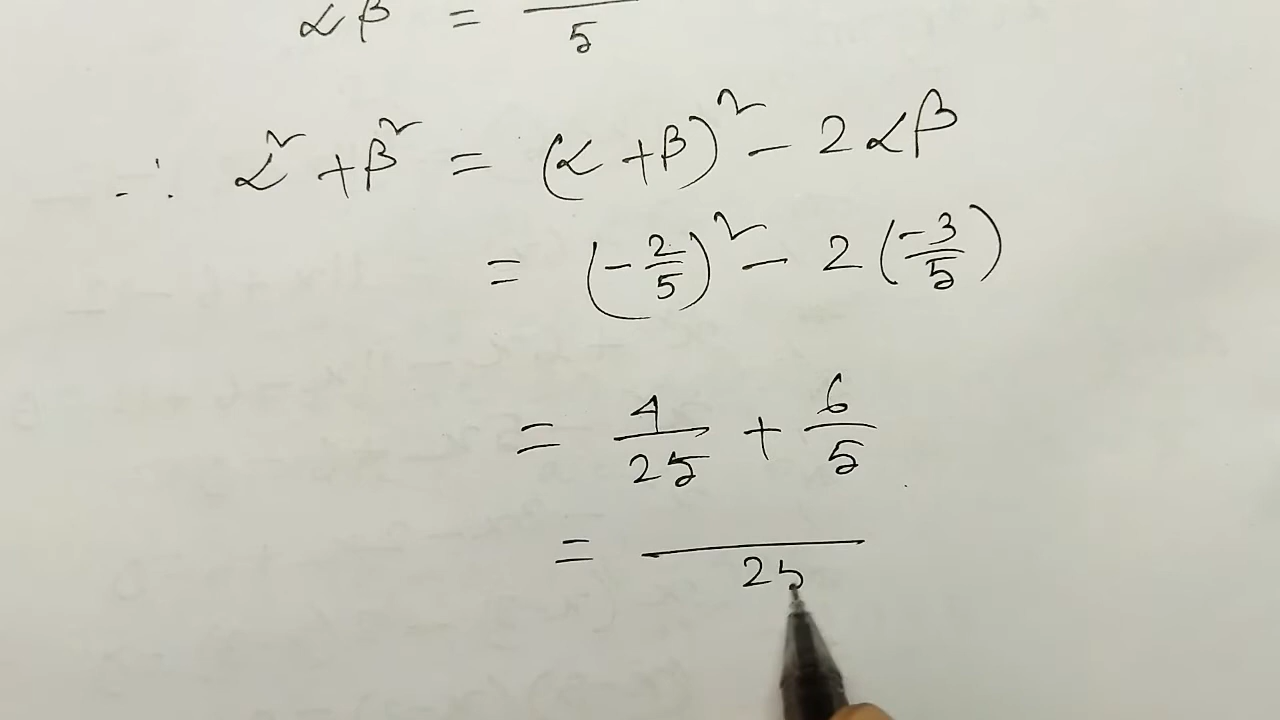 αβ = ―/5
∴ α² + β² = (α + β)² - 2αβ
= (-2/5)² - 2(-3/5)
= 4/25 + 6/5
= ―/25